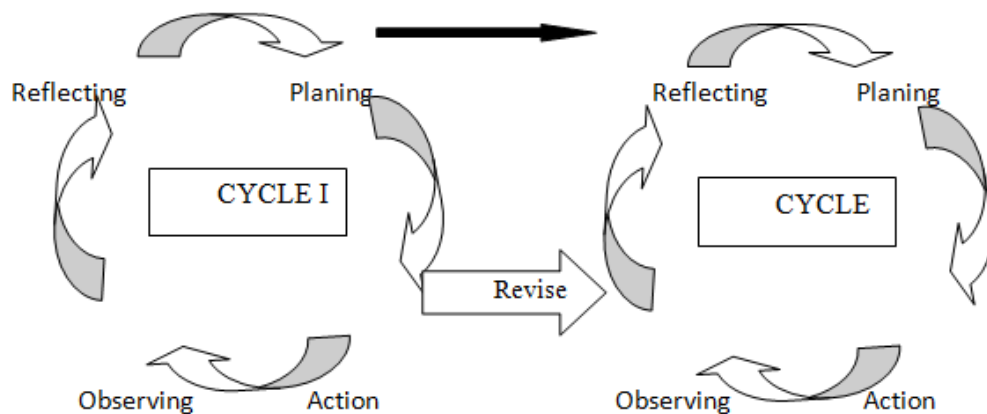 Reflecting Planing Reflecting Planing
CYCLE I CYCLE
Revise
Observing Action Observing Action